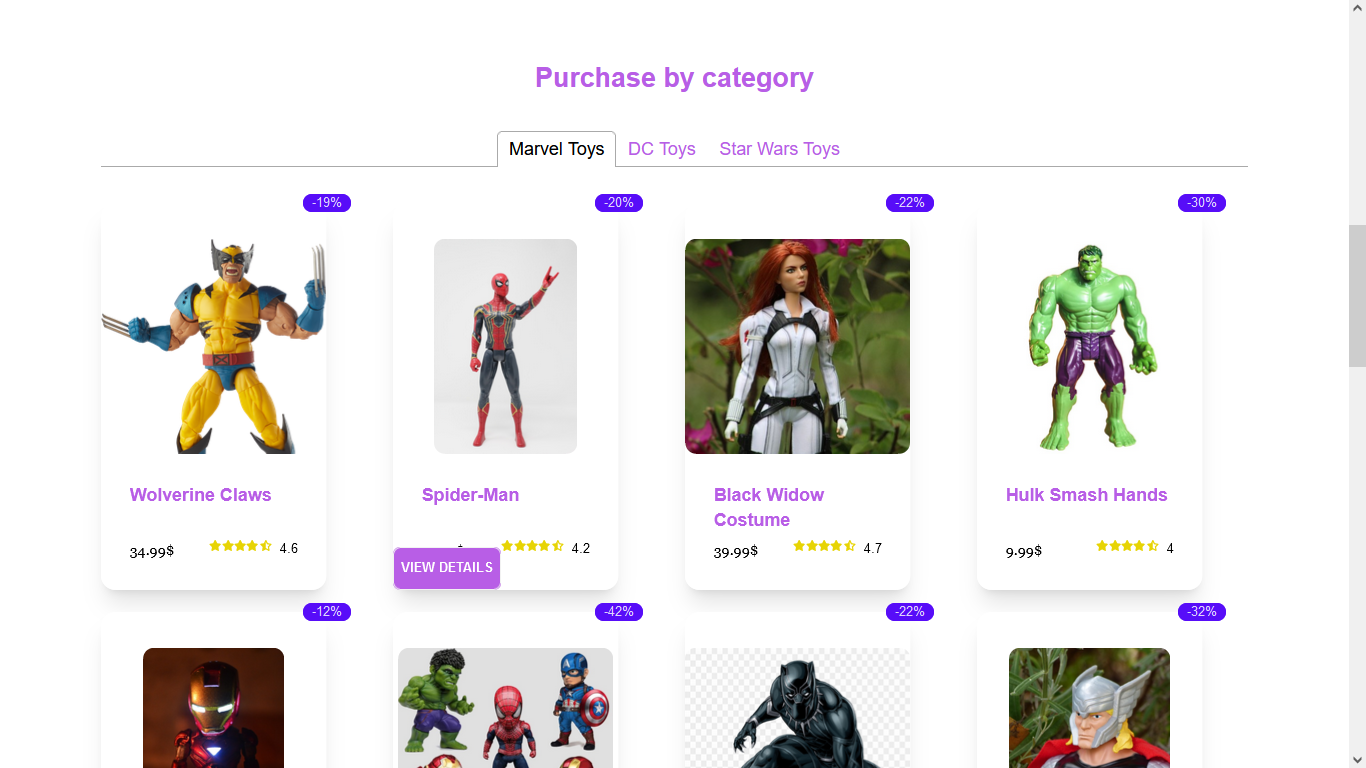 Purchase by category
Marvel Toys DC Toys Star Wars Toys
-19% -20% -22% -30%
Wolverine Claws Spider-Man Black Widow Costume Hulk Smash Hands
34.99$ 4.6 4.2 39.99$ 4.7 9.99$ 4
VIEW DETAILS
-12% -42% -22% -32%